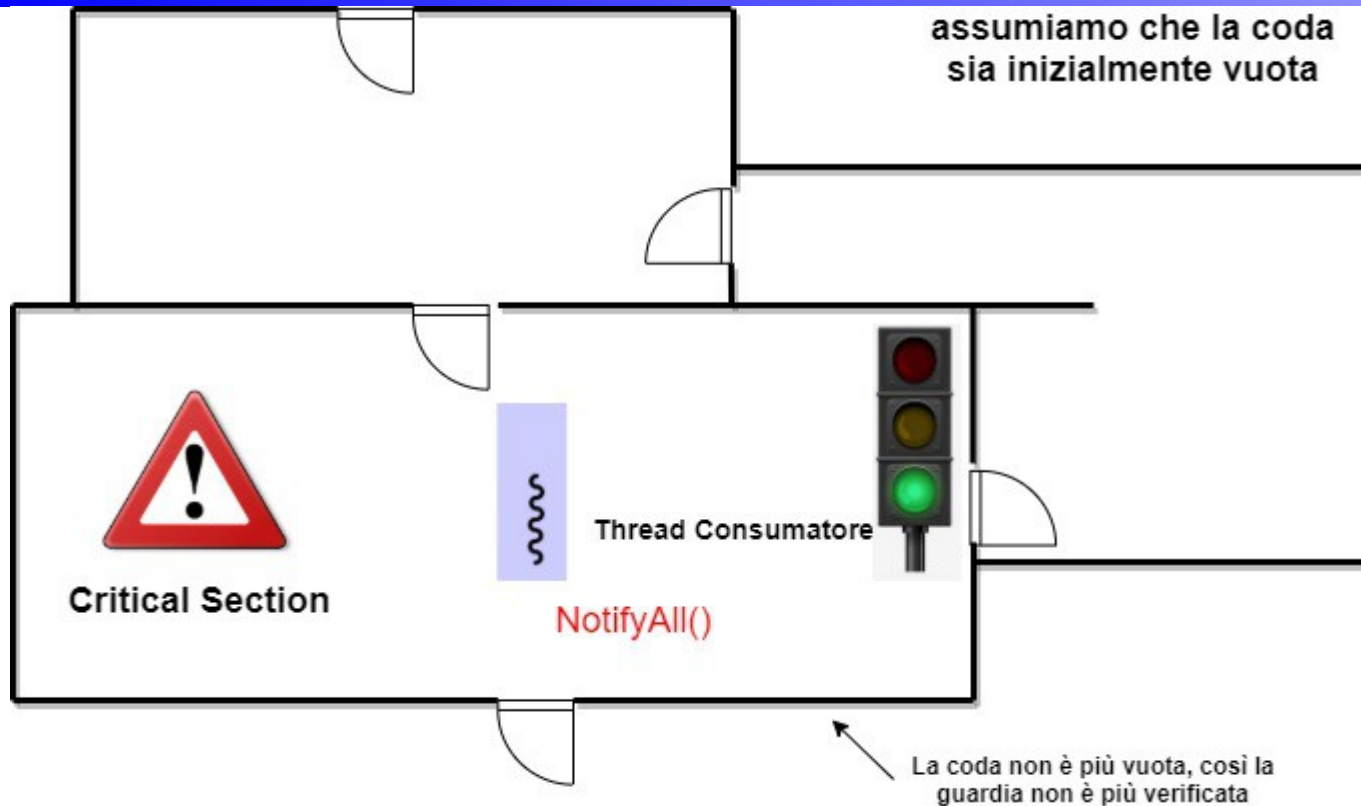 assumiamo che la coda
sia inizialmente vuota
Thread Consumatore
Critical Section
NotifyAll()
La coda non è più vuota, così la
guardia non è più verificata